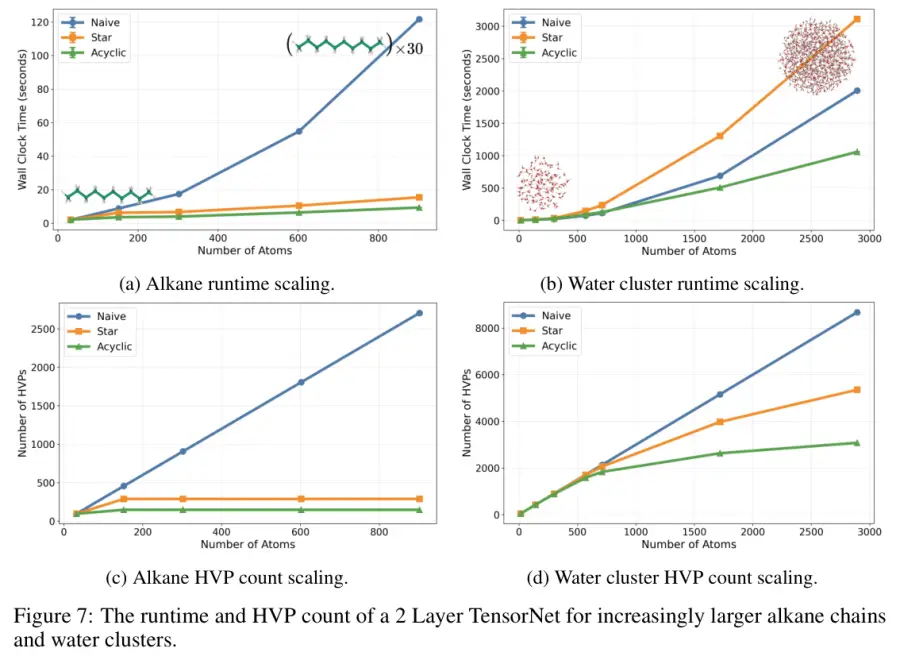 120
100
80
60
40
20
0
Wall Clock Time (seconds)
Naive
Star
Acyclic
( )×30
0 200 400 600 800
Number of Atoms
(a) Alkane runtime scaling.
3000
2500
2000
1500
1000
500
0
Wall Clock Time (seconds)
Naive
Star
Acyclic
0 500 1000 1500 2000 2500 3000
Number of Atoms
(b) Water cluster runtime scaling.
2500
2000
1500
1000
500
0
Number of HVPs
Naive
Star
Acyclic
0 200 400 600 800
Number of Atoms
(c) Alkane HVP count scaling.
8000
6000
4000
2000
0
Number of HVPs
Naive
Star
Acyclic
0 500 1000 1500 2000 2500 3000
Number of Atoms
(d) Water cluster HVP count scaling.
Figure 7: The runtime and HVP count of a 2 Layer TensorNet for increasingly larger alkane chains
and water clusters.